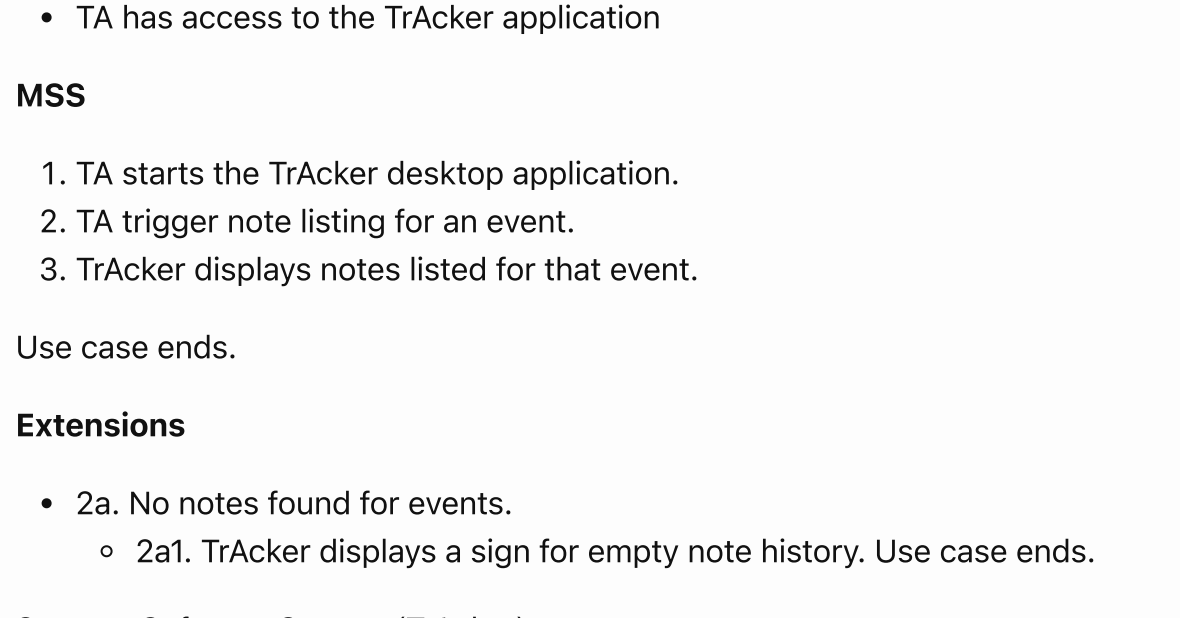 • TA has access to the TrAcker application
MSS
1. TA starts the TrAcker desktop application.
2. TA trigger note listing for an event.
3. TrAcker displays notes listed for that event.
Use case ends.
Extensions
• 2a. No notes found for events.
◦ 2a1. TrAcker displays a sign for empty note history. Use case ends.